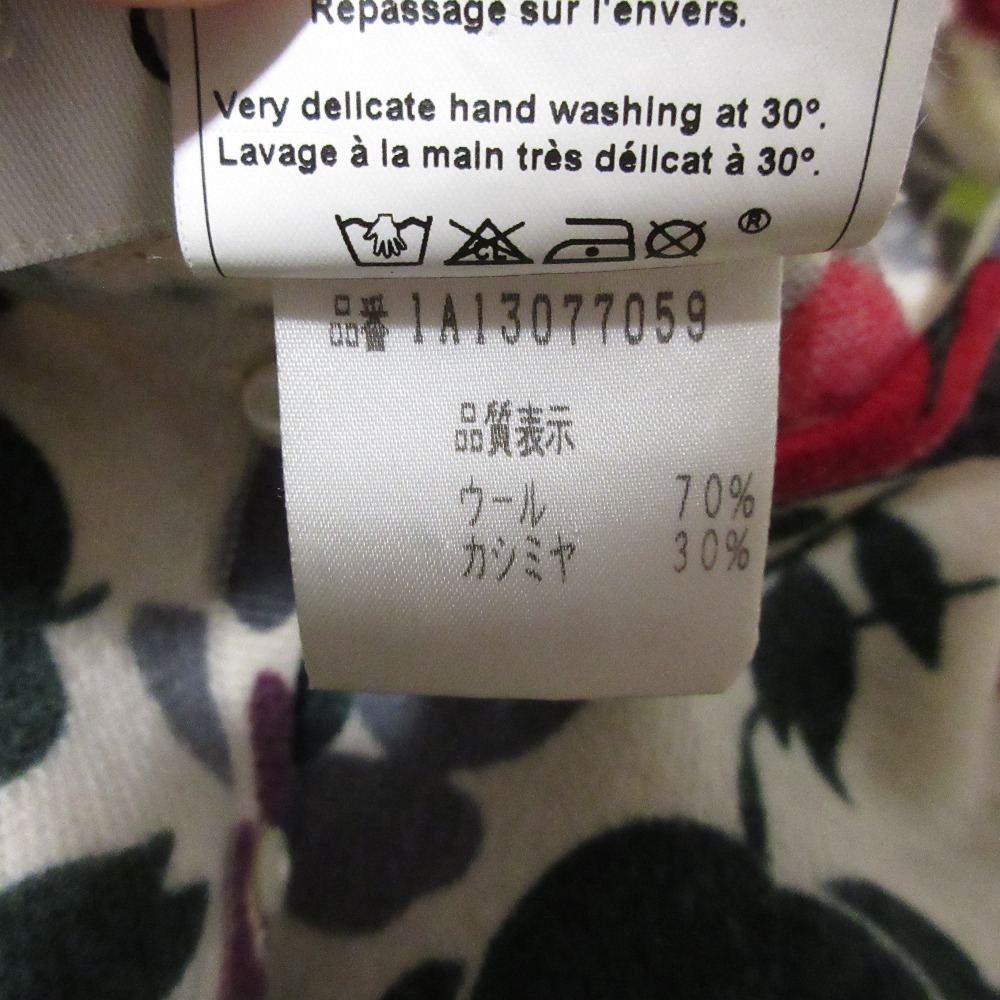 Repassage sur l'envers.
Very delicate hand washing at 30°.
Lavage à la main très délicat à 30°.
CL ®
品番 1A13077059
品質表示
ウール 70%
カシミヤ 30%